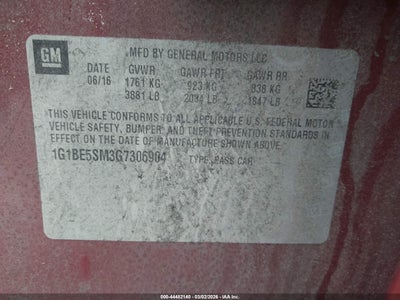 GM
MFD BY GENERAL MOTORS LLC
DATE GVWR GAWR FRT GAWR RR
06/16 1761 KG 923 KG 838 KG
3881 LB 2034 LB 1847 LB
THIS VEHICLE CONFORMS TO ALL APPLICABLE U.S. FEDERAL MOTOR
VEHICLE SAFETY, BUMPER, AND THEFT PREVENTION STANDARDS IN
EFFECT ON THE DATE OF MANUFACTURE SHOWN ABOVE.
1G1BE5SM3G7306904 TYPE: PASS CAR
000-44482140 - 03/02/2026 - IAA Inc.